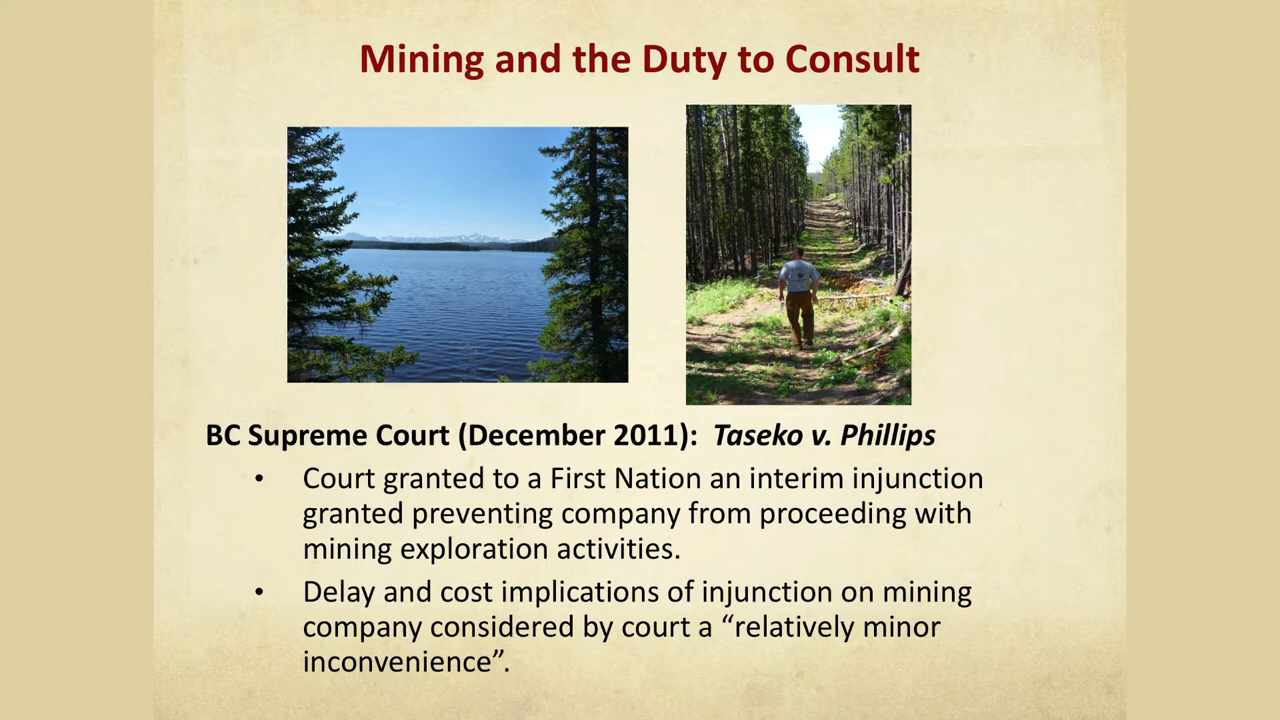 Mining and the Duty to Consult
BC Supreme Court (December 2011): Taseko v. Phillips
• Court granted to a First Nation an interim injunction
granted preventing company from proceeding with
mining exploration activities.
• Delay and cost implications of injunction on mining
company considered by court a “relatively minor
inconvenience”.